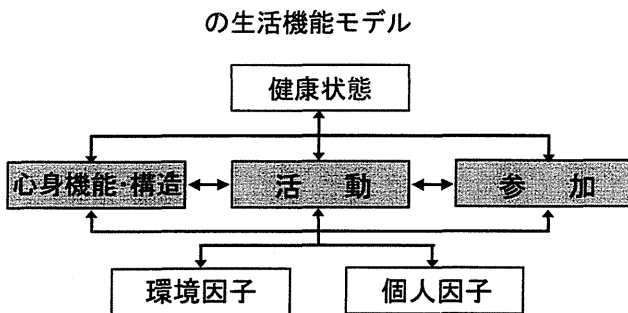 の生活機能モデル
健康状態
心身機能･構造
活　動
参　加
環境因子
個人因子